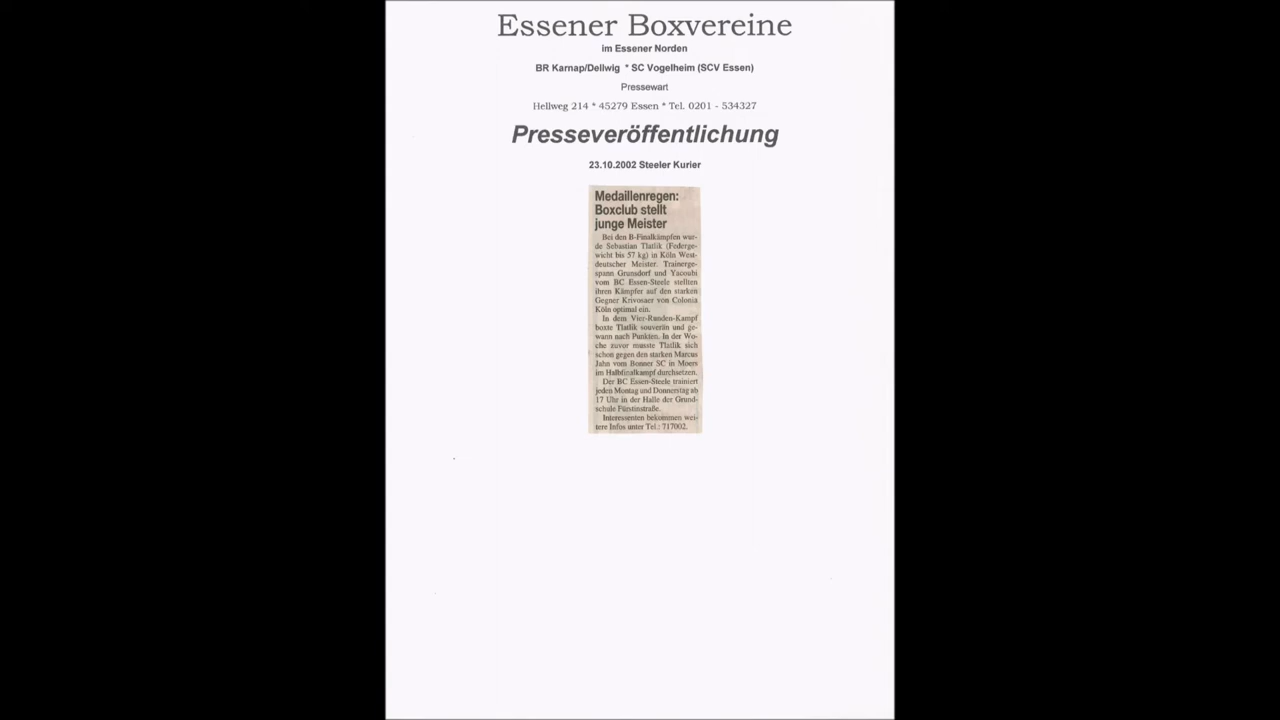 Essener Boxvereine
im Essener Norden
BR Karnap/Dellwig * SC Vogelheim (SCV Essen)
Pressewart
Hellweg 214 * 45279 Essen * Tel. 0201 - 534327
Presseveröffentlichung
23.10.2002 Steeler Kurier
Medaillenregen:
Boxclub stellt
junge Meister
Bei den B-Finalkämpfen wur-
de Sebastian Tlatlik (Federge-
wicht bis 57 kg) in Köln West-
deutscher Meister. Trainerge-
spann Grunsdorf und Yacoubi
vom BC Essen-Steele stellten
ihren Kämpfer auf den starken
Gegner Krivosaer von Colonia
Köln optimal ein.
In dem Vier-Runden-Kampf
boxte Tlatlik souverän und ge-
wann nach Punkten. In der Wo-
che zuvor musste Tlatlik sich
schon gegen den starken Marcus
Jahn vom Bonner SC in Moers
im Halbfinalkampf durchsetzen.
Der BC Essen-Steele trainiert
jeden Montag und Donnerstag ab
17 Uhr in der Halle der Grund-
schule Fürstinstraße.
Interessenten bekommen wei-
tere Infos unter Tel.: 717002.